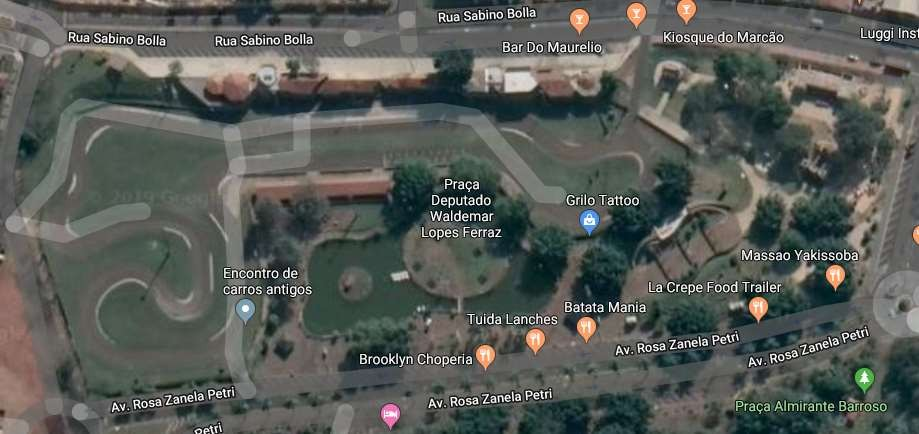 Rua Sabino Bolla
Rua Sabino Bolla
Rua Sabino Bolla
Bar Do Maurelio
Kiosque do Marcão
Luggi Inst
Praça
Deputado
Waldemar
Lopes Ferraz
Grilo Tattoo
Encontro de
carros antigos
Massao Yakissoba
La Crepe Food Trailer
Batata Mania
Tuida Lanches
Brooklyn Choperia
Av. Rosa Zanela Petri
Av. Rosa Zanela Petri
Av. Rosa Zanela Petri
Av. Rosa Zanela Petri
Praça Almirante Barroso
Petri